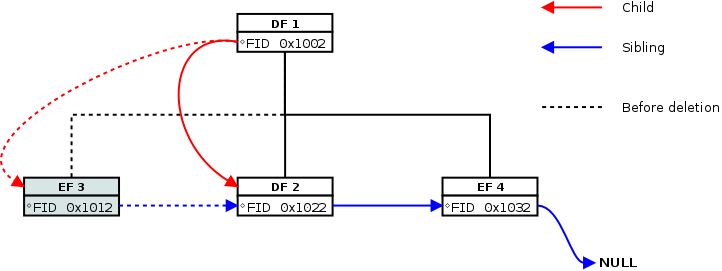 DF 1
FID 0x1002
Child
Sibling
Before deletion
EF 3
FID 0x1012
DF 2
FID 0x1022
EF 4
FID 0x1032
NULL